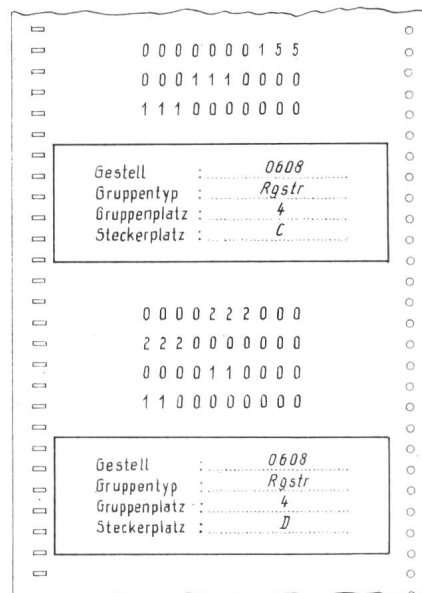 0 0 0 0 0 0 0 1 5 5
0 0 0 1 1 1 0 0 0 0
1 1 1 0 0 0 0 0 0 0
Gestell : 0608
Gruppentyp : Rgstr
Gruppenplatz : 4
Steckerplatz : C
0 0 0 0 2 2 2 0 0 0
2 2 2 0 0 0 0 0 0 0
0 0 0 0 1 1 0 0 0 0
1 1 0 0 0 0 0 0 0 0
Gestell : 0608
Gruppentyp : Rgstr
Gruppenplatz : 4
Steckerplatz : D